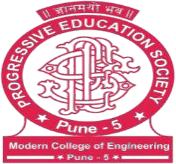 ॥ ज्ञानमयो भव ॥
PROGRESSIVE EDUCATION SOCIETY
Pune - 5
Modern College of Engineering
Pune - 5